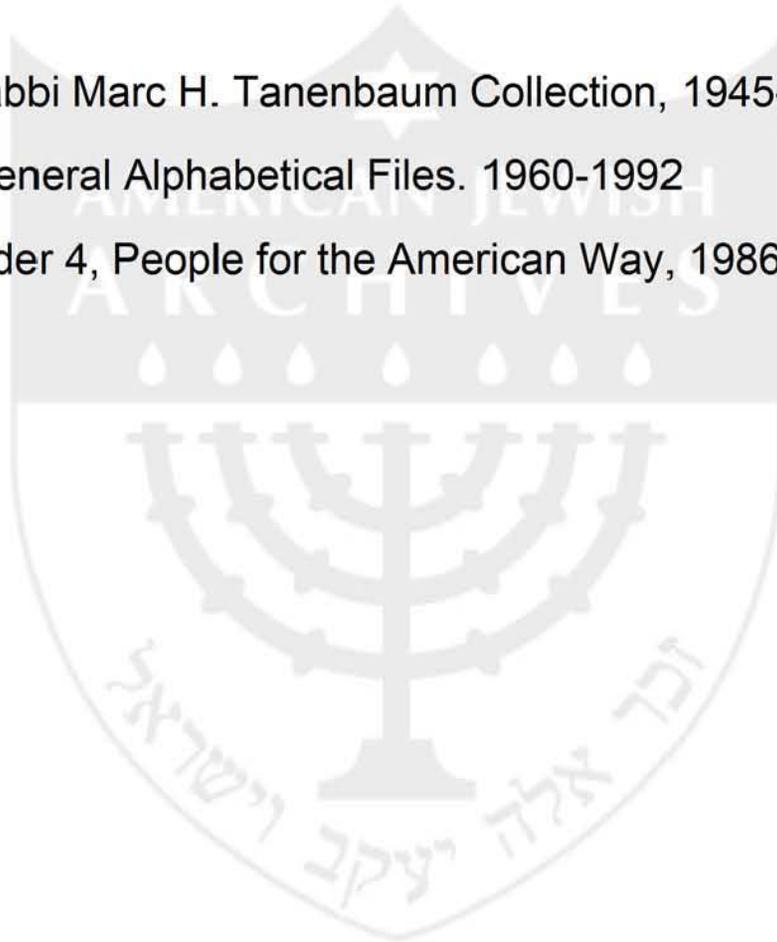 abbi Marc H. Tanenbaum Collection, 1945-
eneral Alphabetical Files. 1960-1992
der 4, People for the American Way, 1986
AMERICAN JEWISH
ARCHIVES
זכר אלה יעקב וישראל